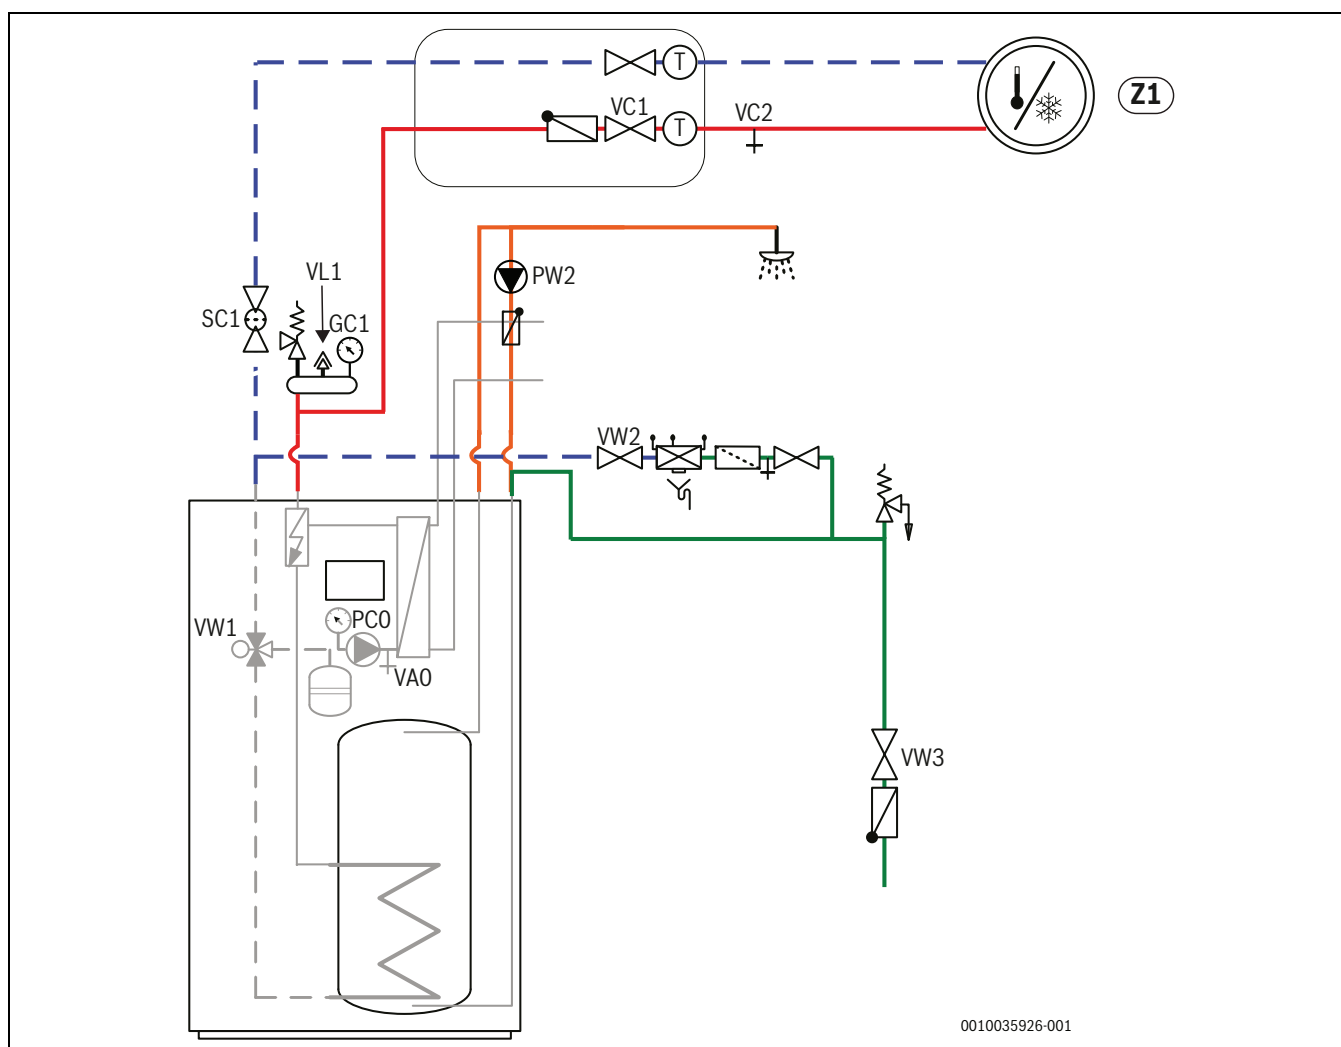 T
Z1
VC1
VC2
T
VL1
PW2
SC1
GC1
VW2
PC0
VW1
VA0
VW3
0010035926-001